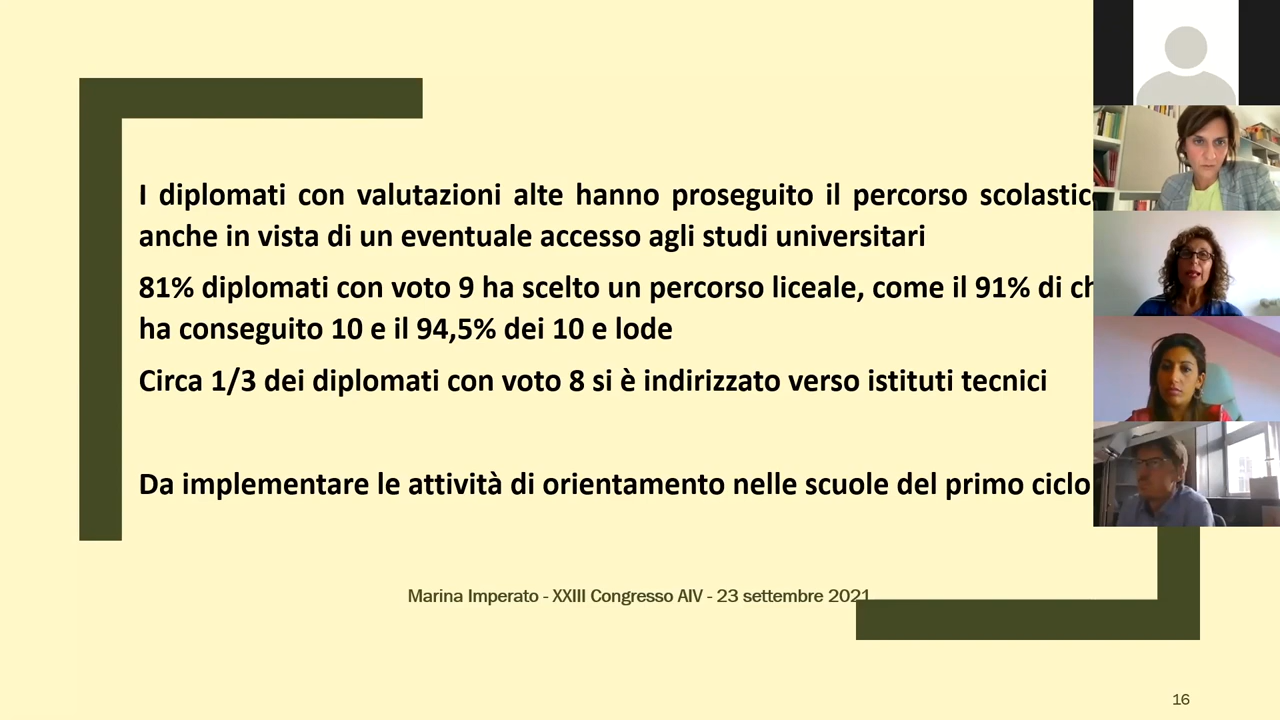 I diplomati con valutazioni alte hanno proseguito il percorso scolastic
anche in vista di un eventuale accesso agli studi universitari
81% diplomati con voto 9 ha scelto un percorso liceale, come il 91% di ch
ha conseguito 10 e il 94,5% dei 10 e lode
Circa 1/3 dei diplomati con voto 8 si è indirizzato verso istituti tecnici
Da implementare le attività di orientamento nelle scuole del primo ciclo
Marina Imperato - XXIII Congresso AIV - 23 settembre 2021
16